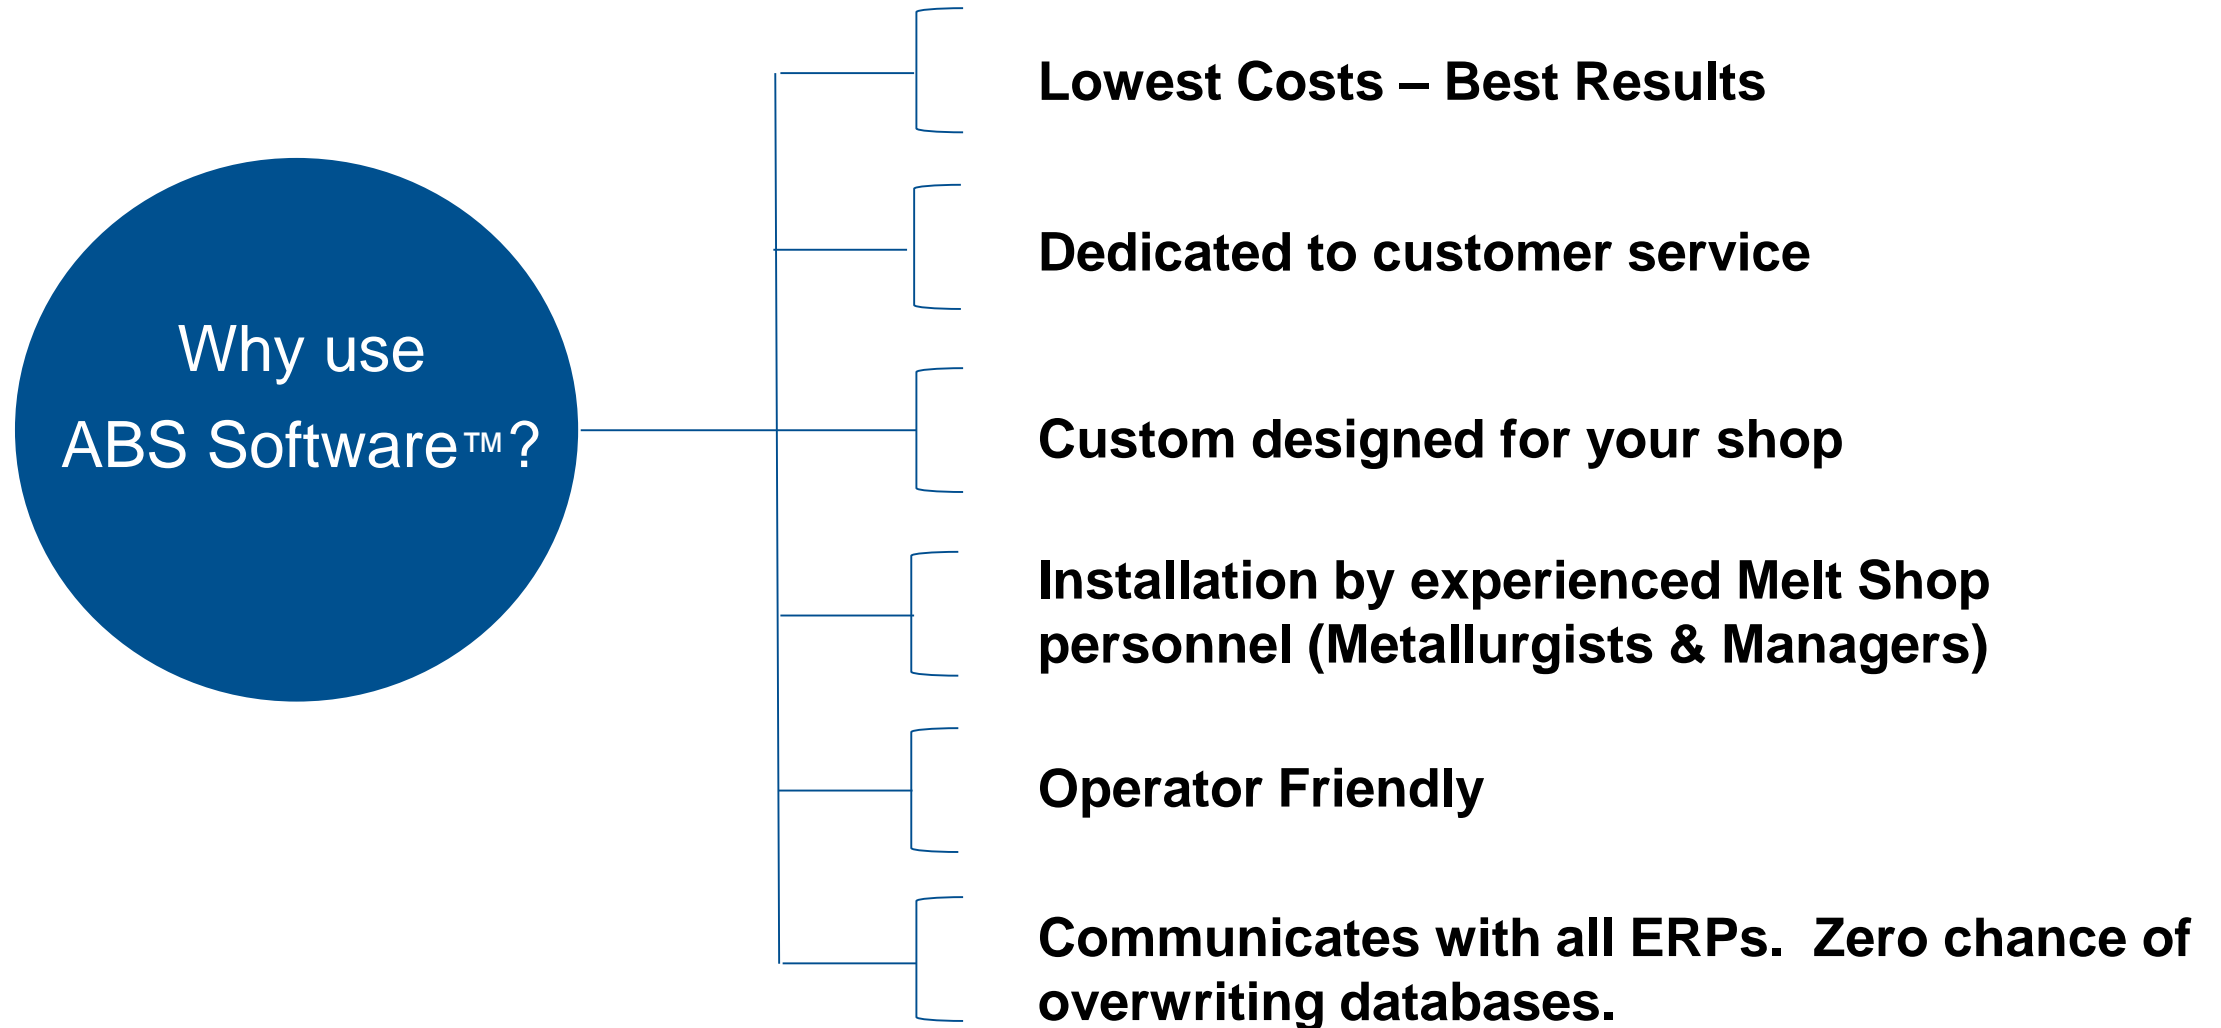 Why use
ABS Software™?
Lowest Costs – Best Results
Dedicated to customer service
Custom designed for your shop
Installation by experienced Melt Shop
personnel (Metallurgists & Managers)
Operator Friendly
Communicates with all ERPs.  Zero chance of
overwriting databases.